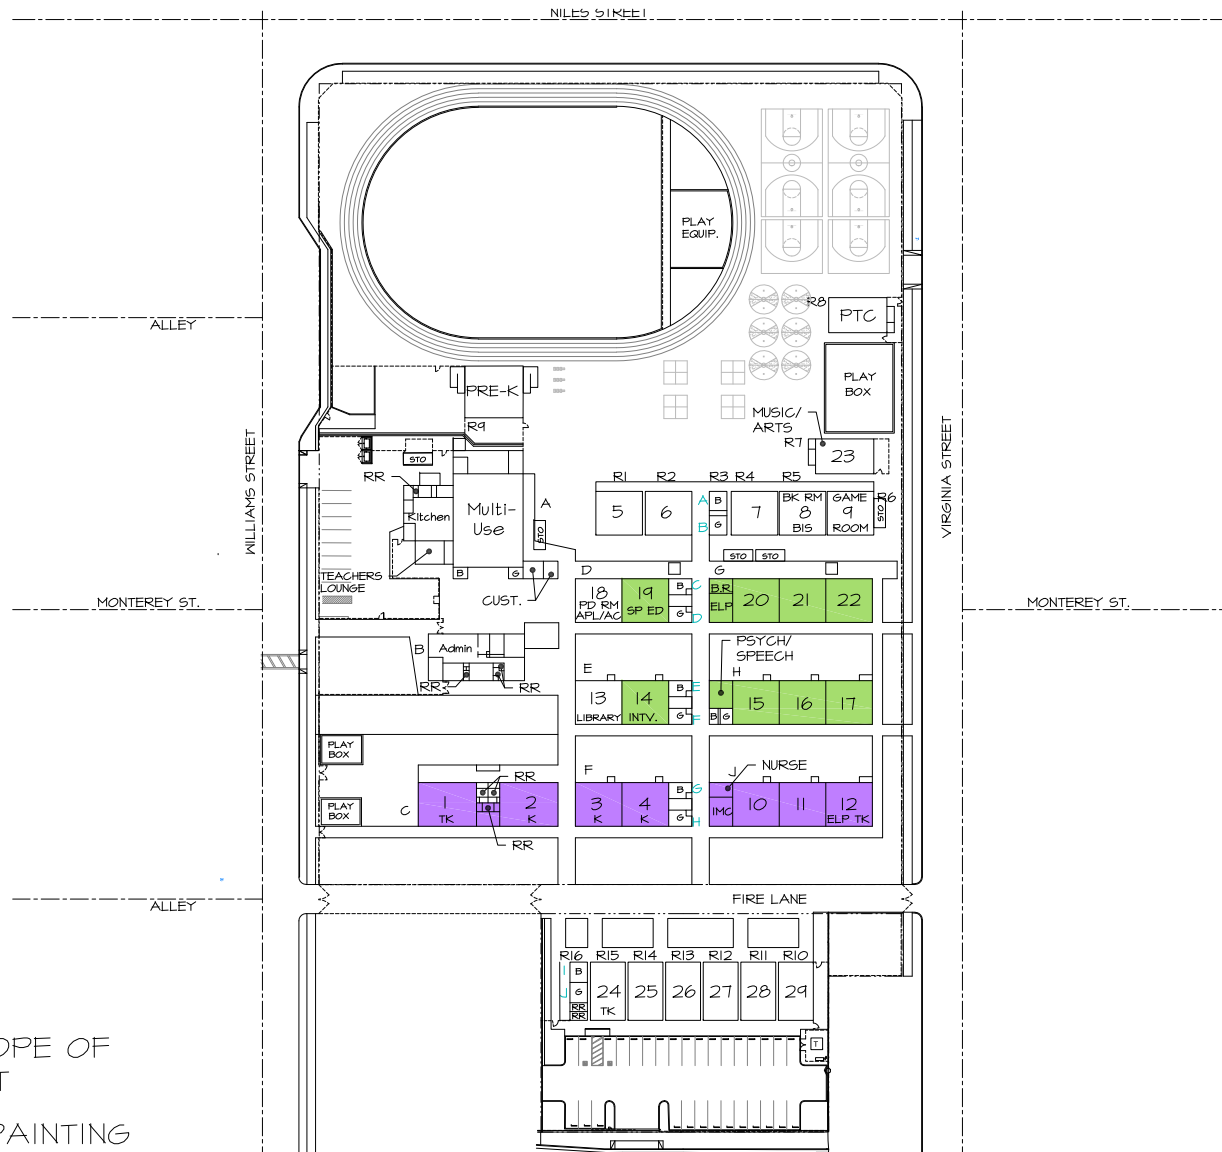 NILES STREET
PLAY
EQUIP.
R8
PTC
ALLEY
PLAY
BOX
PRE-K
R9
MUSIC/
ARTS
R7
23
WILLIAMS STREET
VIRGINIA STREET
STO
RR
Kitchen
Multi-
Use
A
STO
R1
R2
R3
R4
R5
R6
5
6
A
B
B
G
7
BK RM
8
BIS
GAME
9
ROOM
STO
STO
STO
TEACHERS
LOUNGE
B
G
CUST.
D
G
18
PD RM
APL/AC
19
SP ED
B
G
C
D
B.R
ELP
20
21
22
MONTEREY ST.
MONTEREY ST.
B
Admin
RR
RR
PSYCH/
SPEECH
E
H
13
LIBRARY
14
INTV.
B
G
E
F
B
G
15
16
17
PLAY
BOX
PLAY
BOX
RR
F
J
NURSE
C
1
TK
2
K
3
K
4
K
B
G
G
H
IMC
10
11
12
ELP TK
RR
ALLEY
FIRE LANE
R16
R15
R14
R13
R12
R11
R10
I
J
B
G
RR
RR
24
TK
25
26
27
28
29
T
OPE OF
T
PAINTING